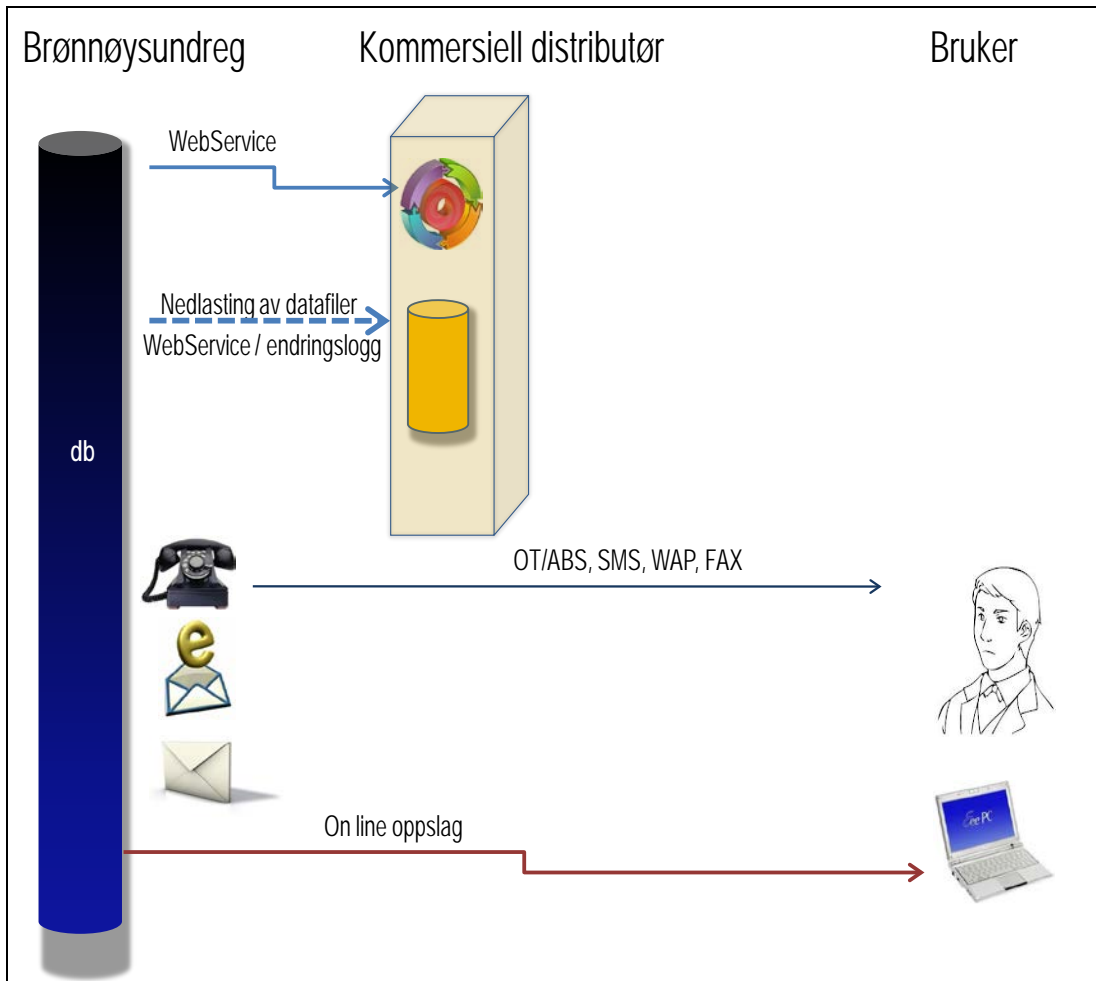 Brønnøysundreg
Kommersiell distributør
Bruker
WebService
Nedlasting av datafiler
WebService / endringslogg
db
OT/ABS, SMS, WAP, FAX
e
On line oppslag
Eee PC